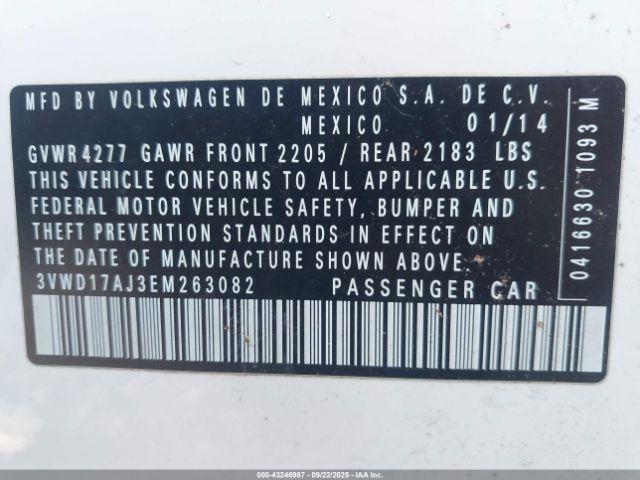 MFD BY VOLKSWAGEN DE MEXICO S.A. DE C.V.
MEXICO 01/14
GVWR 4277 GAWR FRONT 2205 / REAR 2183 LBS
THIS VEHICLE CONFORMS TO ALL APPLICABLE U.S.
FEDERAL MOTOR VEHICLE SAFETY, BUMPER AND
THEFT PREVENTION STANDARDS IN EFFECT ON
THE DATE OF MANUFACTURE SHOWN ABOVE.
3VWD17AJ3EM263082 PASSENGER CAR
0416630 1093 M
000-43246987 - 09/22/2025 - IAAI.COM